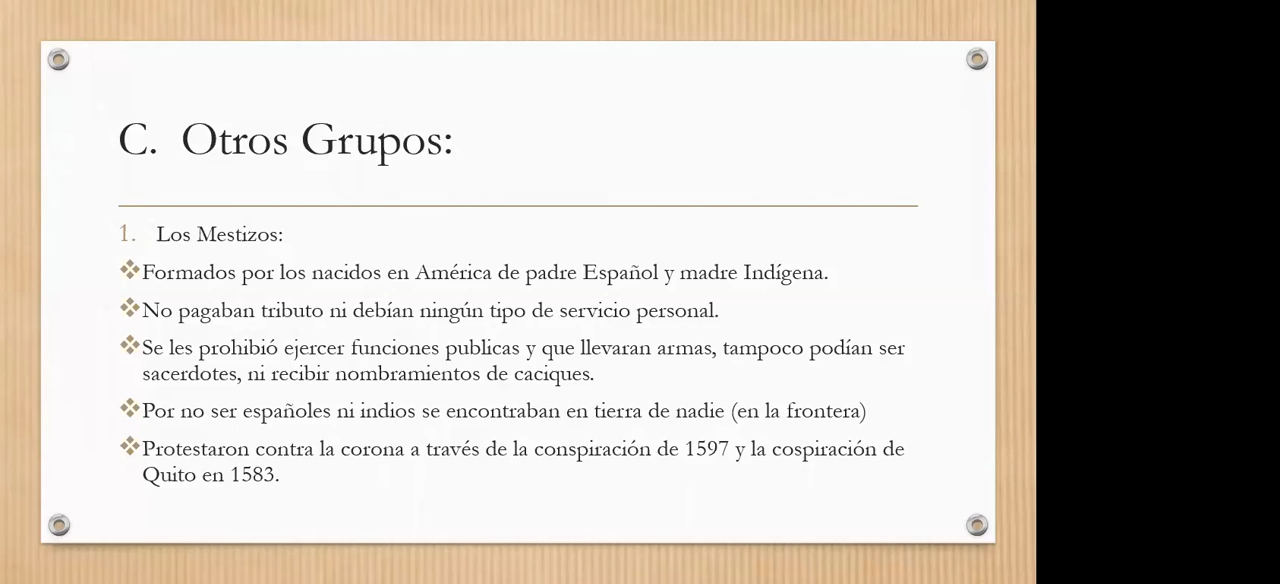 C. Otros Grupos:
1. Los Mestizos:
❖Formados por los nacidos en América de padre Español y madre Indígena.
❖No pagaban tributo ni debían ningún tipo de servicio personal.
❖Se les prohibió ejercer funciones publicas y que llevaran armas, tampoco podían ser
sacerdotes, ni recibir nombramientos de caciques.
❖Por no ser españoles ni indios se encontraban en tierra de nadie (en la frontera)
❖Protestaron contra la corona a través de la conspiración de 1597 y la cospiración de
Quito en 1583.